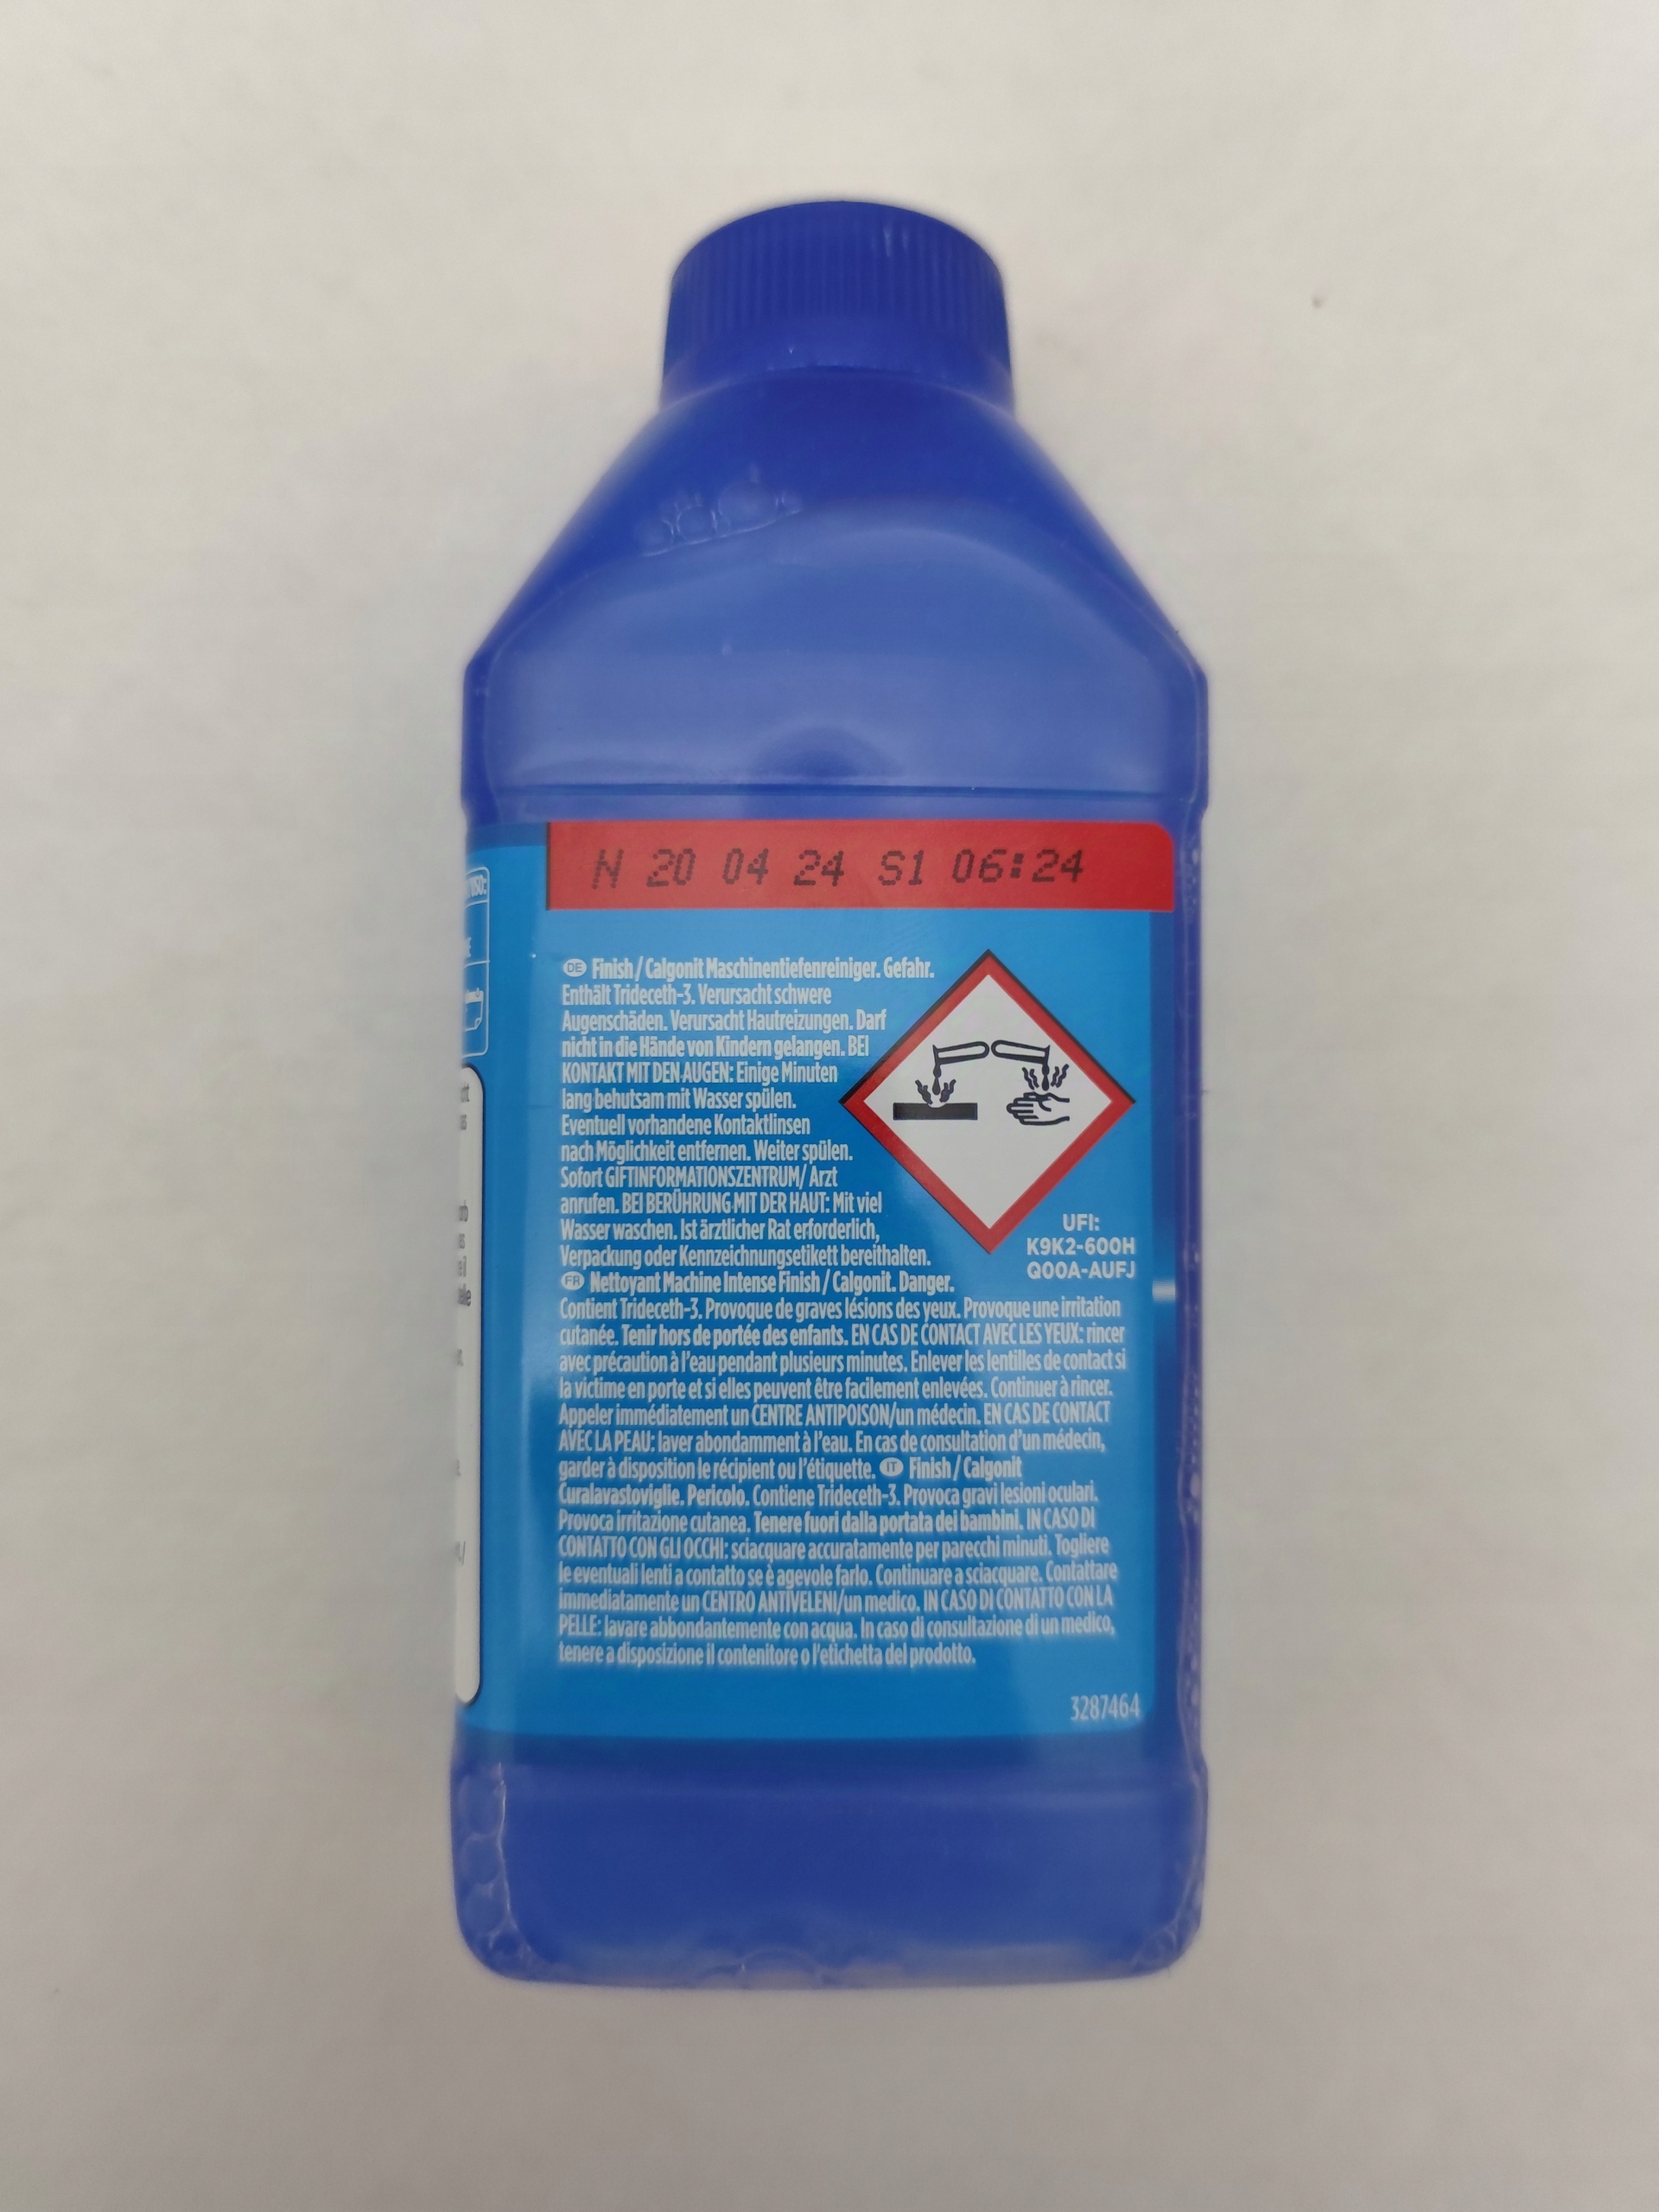 N 20 04 24 S1 06:24
DE Finish / Calgonit Maschinentiefenreiniger. Gefahr.
Enthält Trideceth-3. Verursacht schwere
Augenschäden. Verursacht Hautreizungen. Darf
nicht in die Hände von Kindern gelangen. BEI
KONTAKT MIT DEN AUGEN: Einige Minuten
lang behutsam mit Wasser spülen.
Eventuell vorhandene Kontaktlinsen
nach Möglichkeit entfernen. Weiter spülen.
Sofort GIFTINFORMATIONSZENTRUM/ Arzt
anrufen. BEI BERÜHRUNG MIT DER HAUT: Mit viel
Wasser waschen. Ist ärztlicher Rat erforderlich,
Verpackung oder Kennzeichnungsetikett bereithalten.
UFI:
K9K2-600H
Q00A-AUFJ
FR Nettoyant Machine Intense Finish / Calgonit. Danger.
Contient Trideceth-3. Provoque de graves lésions des yeux. Provoque une irritation
cutanée. Tenir hors de portée des enfants. EN CAS DE CONTACT AVEC LES YEUX: rincer
avec précaution à l'eau pendant plusieurs minutes. Enlever les lentilles de contact si
la victime en porte et si elles peuvent être facilement enlevées. Continuer à rincer.
Appeler immédiatement un CENTRE ANTIPOISON/un médecin. EN CAS DE CONTACT
AVEC LA PEAU: laver abondamment à l'eau. En cas de consultation d'un médecin,
garder à disposition le récipient ou l'étiquette. IT Finish / Calgonit
Curalavastoviglie. Pericolo. Contiene Trideceth-3. Provoca gravi lesioni oculari.
Provoca irritazione cutanea. Tenere fuori dalla portata dei bambini. IN CASO DI
CONTATTO CON GLI OCCHI: sciacquare accuratamente per parecchi minuti. Togliere
le eventuali lenti a contatto se è agevole farlo. Continuare a sciacquare. Contattare
immediatamente un CENTRO ANTIVELENI/un medico. IN CASO DI CONTATTO CON LA
PELLE: lavare abbondantemente con acqua. In caso di consultazione di un medico,
tenere a disposizione il contenitore o l'etichetta del prodotto.
3287464